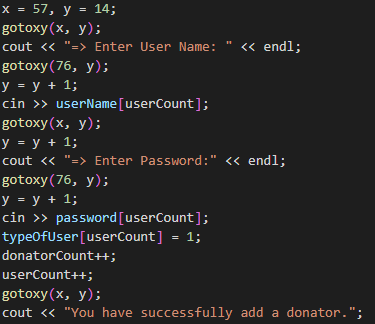 x = 57, y = 14;
gotoxy(x, y);
cout << "=> Enter User Name: " << endl;
gotoxy(76, y);
y = y + 1;
cin >> userName[userCount];
gotoxy(x, y);
y = y + 1;
cout << "=> Enter Password:" << endl;
gotoxy(76, y);
y = y + 1;
cin >> password[userCount];
typeOfUser[userCount] = 1;
donatorCount++;
userCount++;
gotoxy(x, y);
cout << "You have successfully add a donator.";